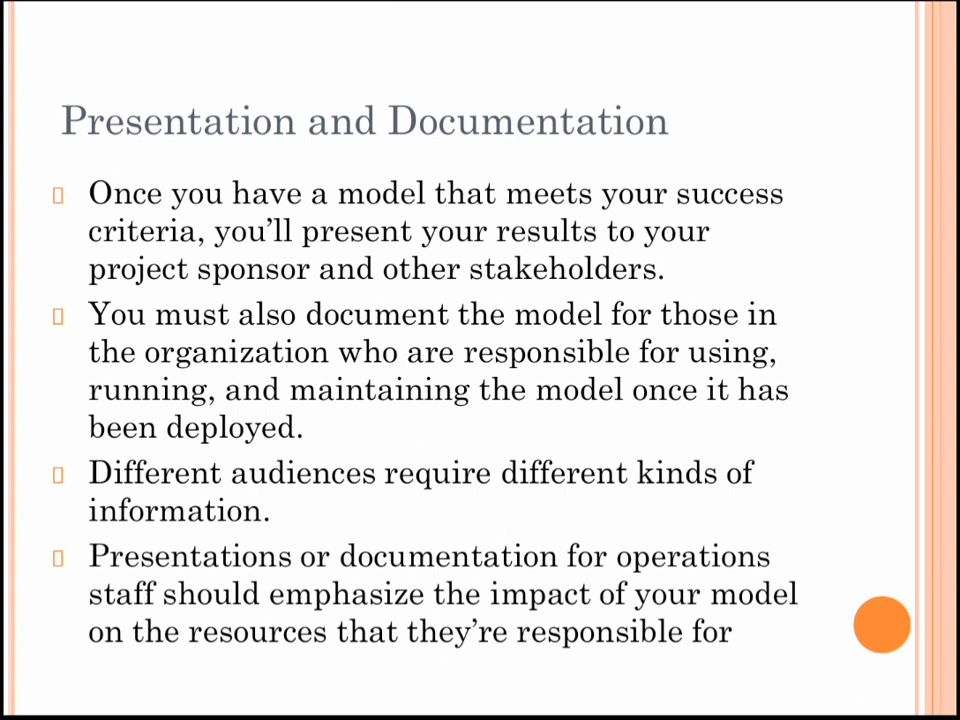 Presentation and Documentation
Once you have a model that meets your success
criteria, you’ll present your results to your
project sponsor and other stakeholders.
You must also document the model for those in
the organization who are responsible for using,
running, and maintaining the model once it has
been deployed.
Different audiences require different kinds of
information.
Presentations or documentation for operations
staff should emphasize the impact of your model
on the resources that they’re responsible for